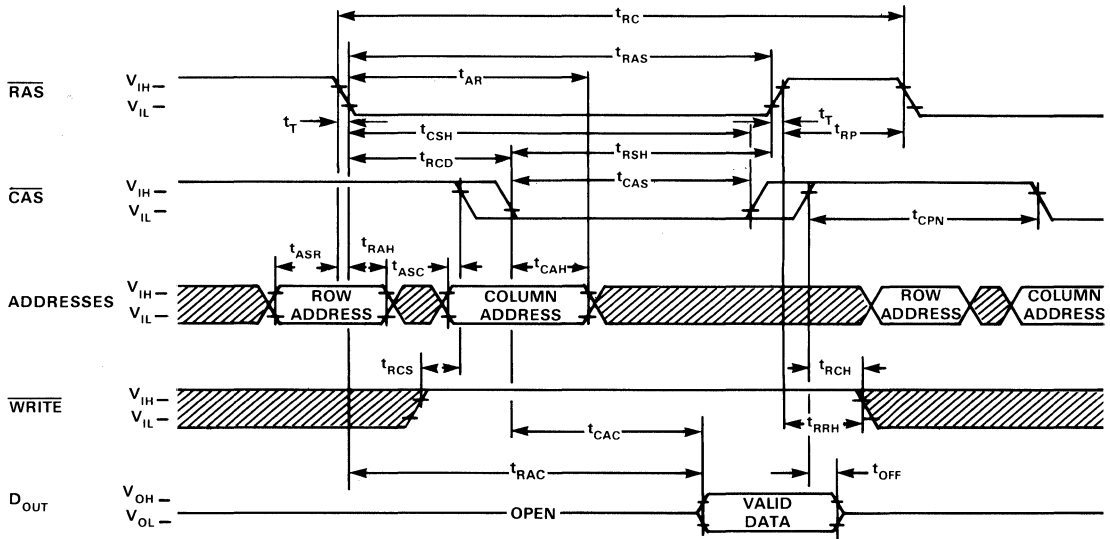 tRC
tRAS
tAR
RAS
VIH
VIL
tT
tT
tRP
tCSH
tRCD
tRSH
tCAS
CAS
VIH
VIL
tCPN
tASR
tRAH
tASC
tCAH
ADDRESSES
VIH
VIL
ROW
ADDRESS
COLUMN
ADDRESS
ROW
ADDRESS
COLUMN
ADDRESS
tRCS
tRCH
WRITE
VIH
VIL
tRRH
tCAC
tRAC
tOFF
DOUT
VOH
VOL
OPEN
VALID
DATA